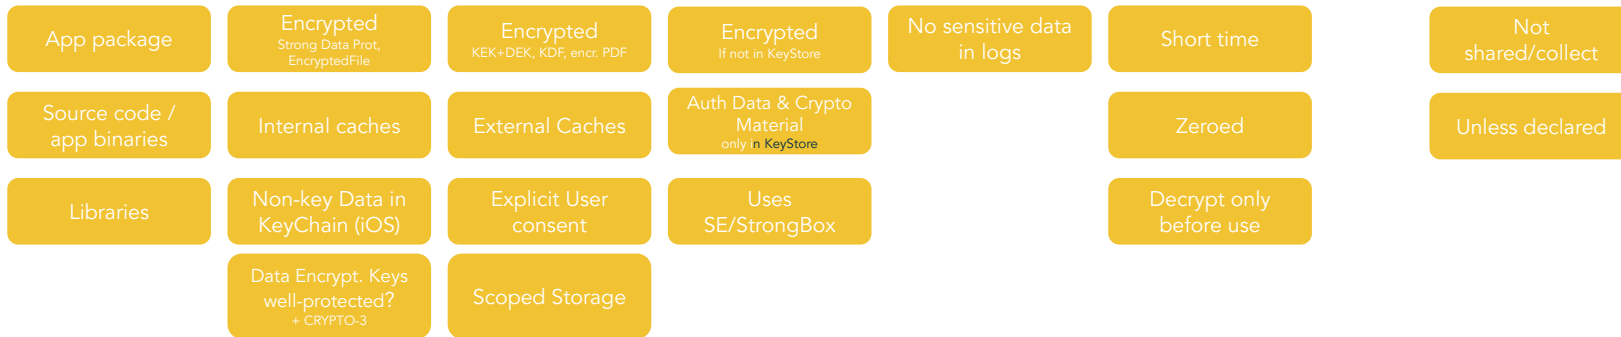 App package
Encrypted
Strong Data Prot,
EncryptedFile
Encrypted
KEK+DEK, KDF, encr. PDF
Encrypted
If not in KeyStore
No sensitive data
in logs
Short time
Not
shared/collect
Source code /
app binaries
Internal caches
External Caches
Auth Data & Crypto
Material
only in KeyStore
Zeroed
Unless declared
Libraries
Non-key Data in
KeyChain (iOS)
Explicit User
consent
Uses
SE/StrongBox
Decrypt only
before use
Data Encrypt. Keys
well-protected?
+ CRYPTO-3
Scoped Storage